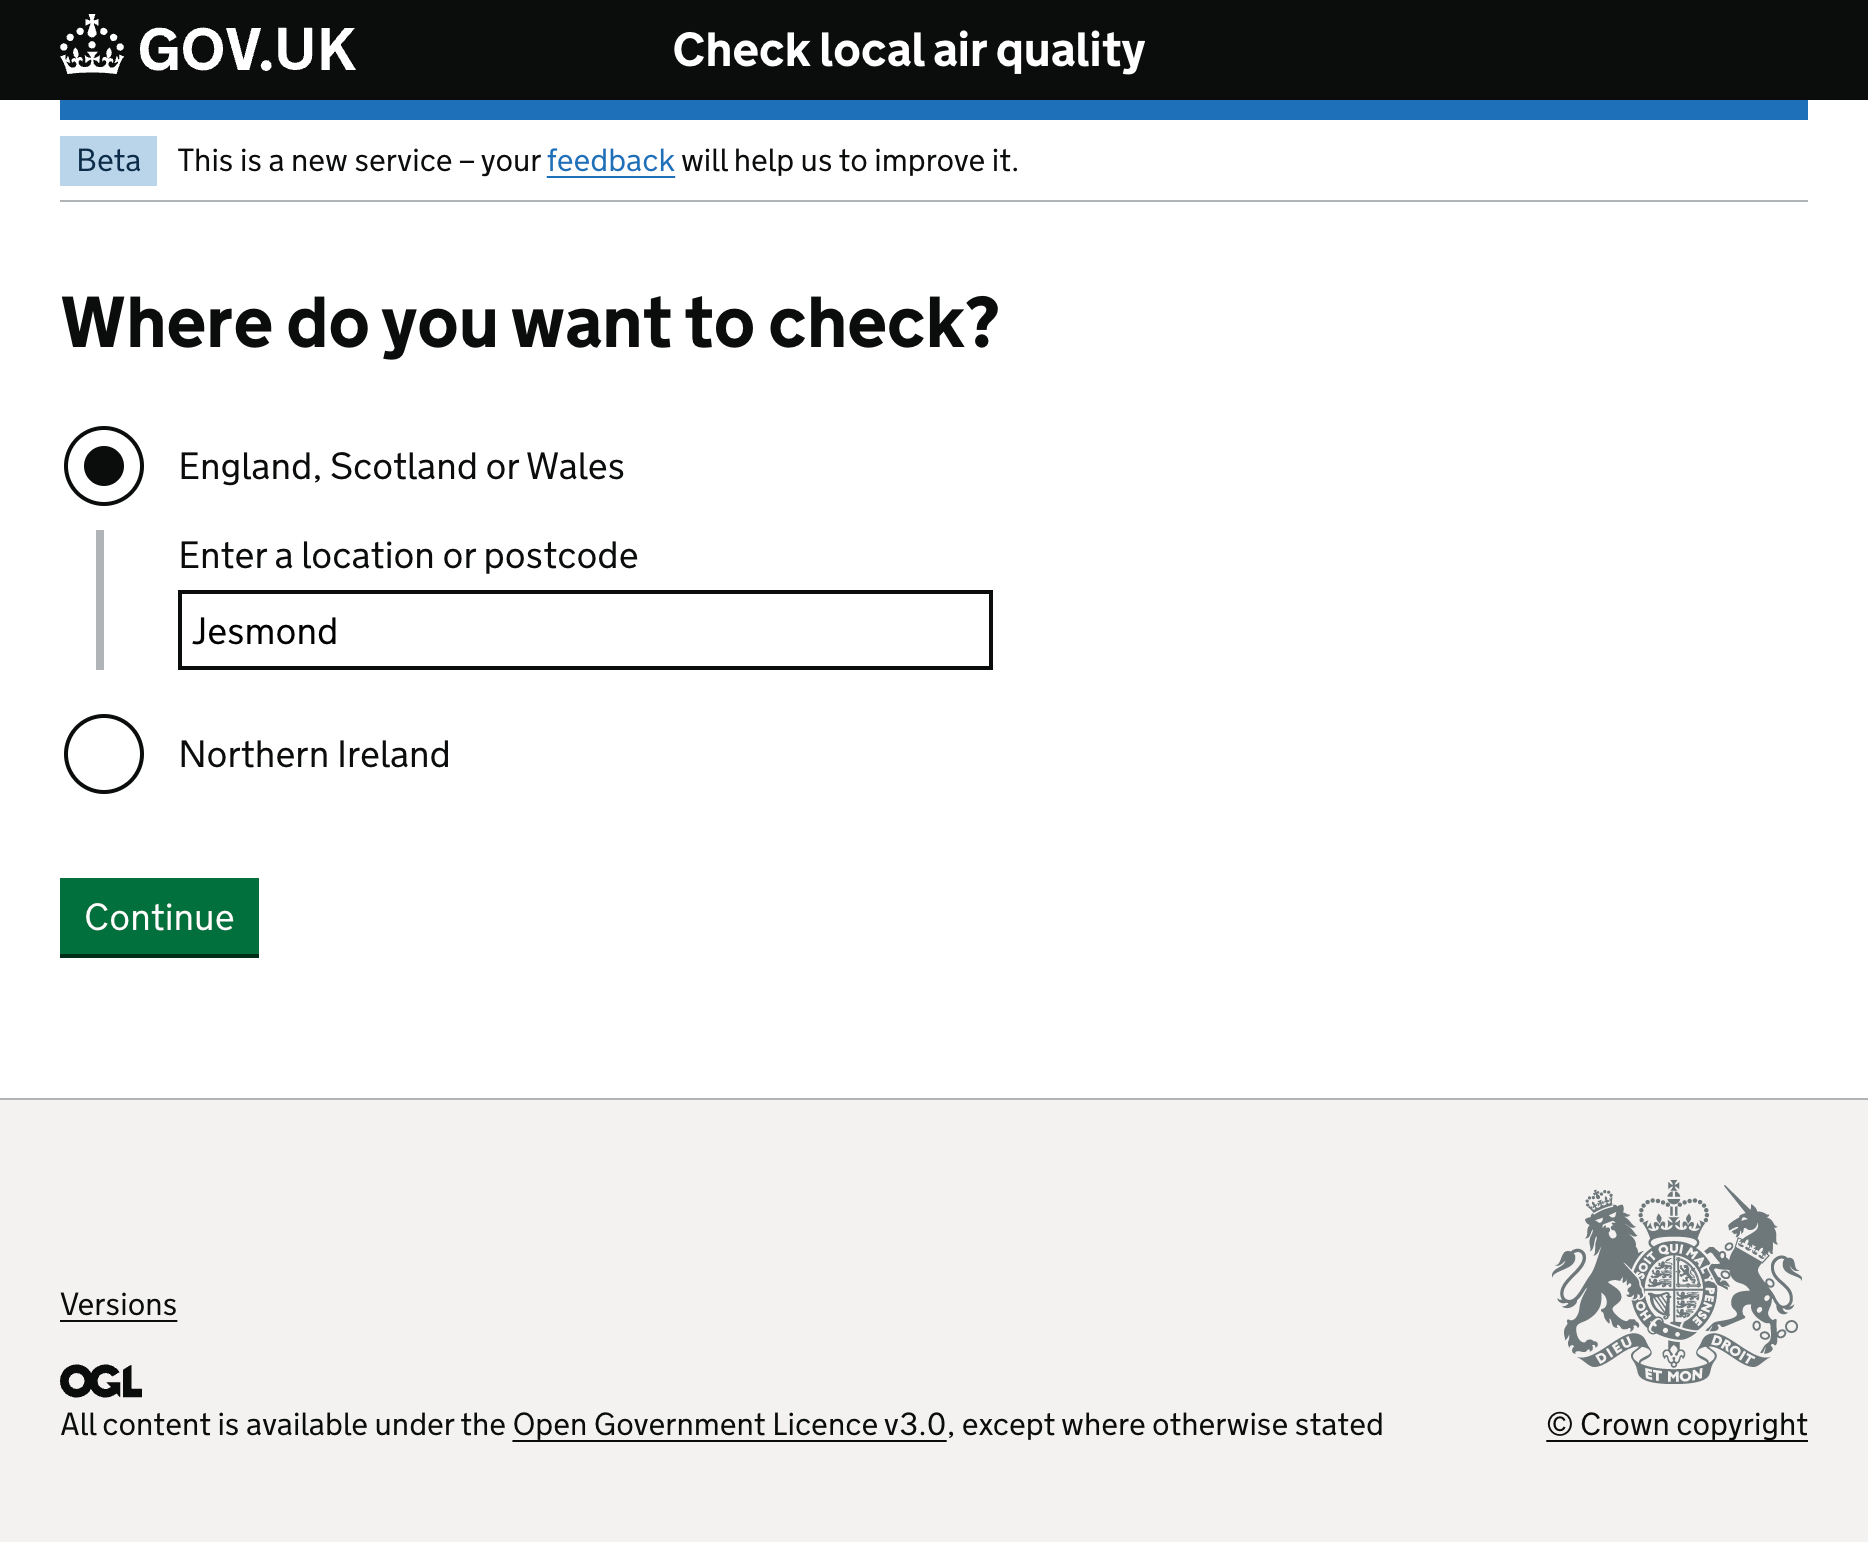 GOV.UK
Check local air quality
Beta This is a new service – your feedback will help us to improve it.
Where do you want to check?
England, Scotland or Wales
Enter a location or postcode
Jesmond
Northern Ireland
Continue
Versions
OGL
All content is available under the Open Government Licence v3.0, except where otherwise stated
SOIT QUI MAL PENSE
DIEU ET MON DROIT
© Crown copyright